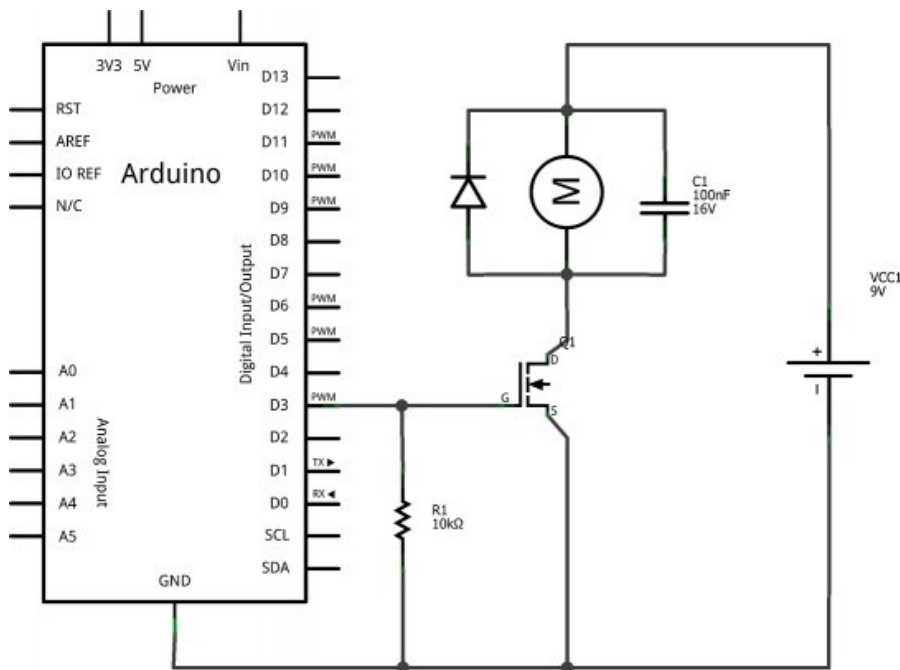 3V3 5V Vin
Power
RST
AREF
IO REF
N/C
Arduino
A0
A1
A2
A3
A4
A5
Analog Input
Digital Input/Output
D13
D12
D11 PWM
D10 PWM
D9 PWM
D8
D7
D6 PWM
D5 PWM
D4
D3 PWM
D2
D1 TX ▶
D0 RX ◀
SCL
SDA
GND
R1
10kΩ
M
C1
100nF
16V
Q1
D
G
S
VCC1
9V
+
-